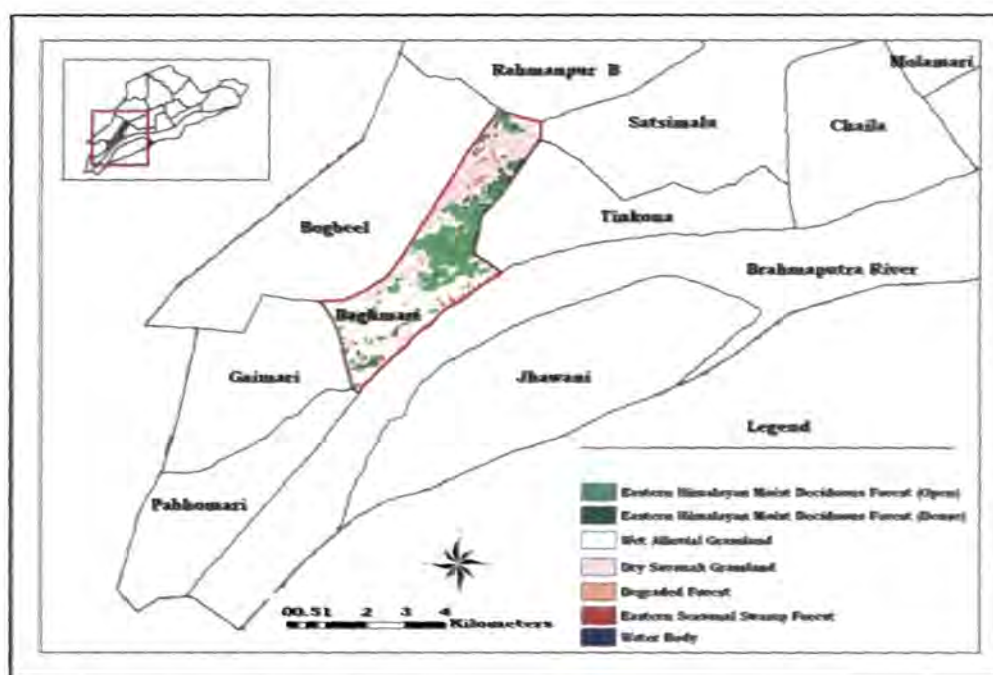 Rahmanpur B
Molamari
Satsimalu
Chaila
Bogbeel
Tinkona
Brahmaputra River
Baghmari
Gaimari
Jhawani
Pabhomari
Legend
Eastern Himalayan Moist Deciduous Forest (Open)
Eastern Himalayan Moist Deciduous Forest (Dense)
Wet Alluvial Grassland
Dry Savanah Grassland
Degraded Forest
Eastern Seasonal Swamp Forest
Water Body
00.51 2 3 4
Kilometers